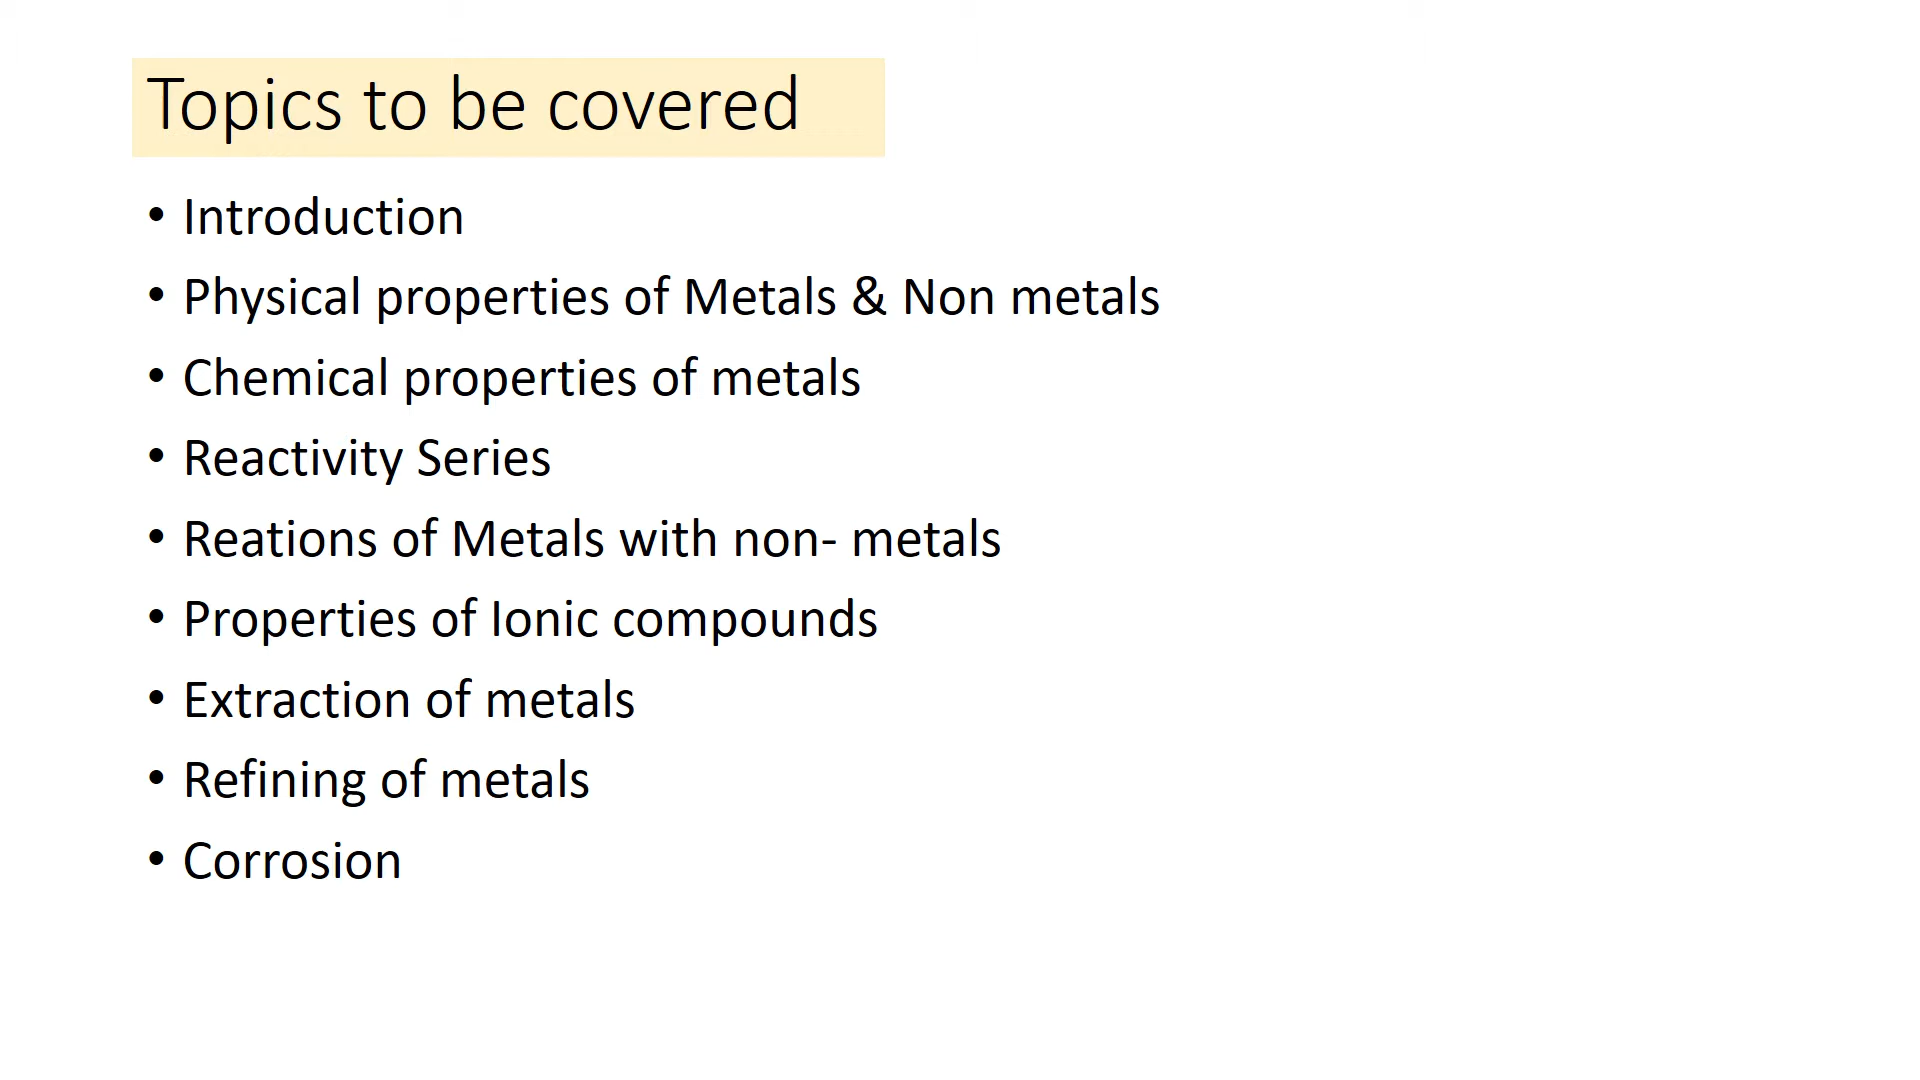 Topics to be covered
• Introduction
• Physical properties of Metals & Non metals
• Chemical properties of metals
• Reactivity Series
• Reations of Metals with non- metals
• Properties of Ionic compounds
• Extraction of metals
• Refining of metals
• Corrosion